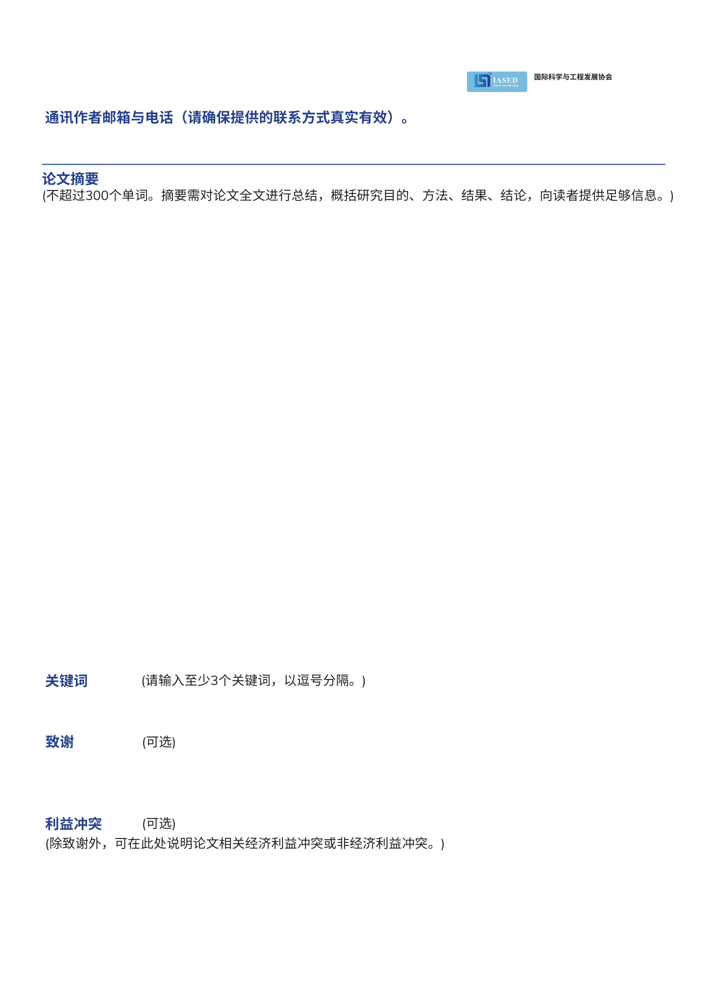 IASED
www.iased.org
国际科学与工程发展协会
通讯作者邮箱与电话（请确保提供的联系方式真实有效）。
论文摘要
(不超过300个单词。摘要需对论文全文进行总结，概括研究目的、方法、结果、结论，向读者提供足够信息。)
关键词 (请输入至少3个关键词，以逗号分隔。)
致谢 (可选)
利益冲突 (可选)
(除致谢外，可在此处说明论文相关经济利益冲突或非经济利益冲突。)